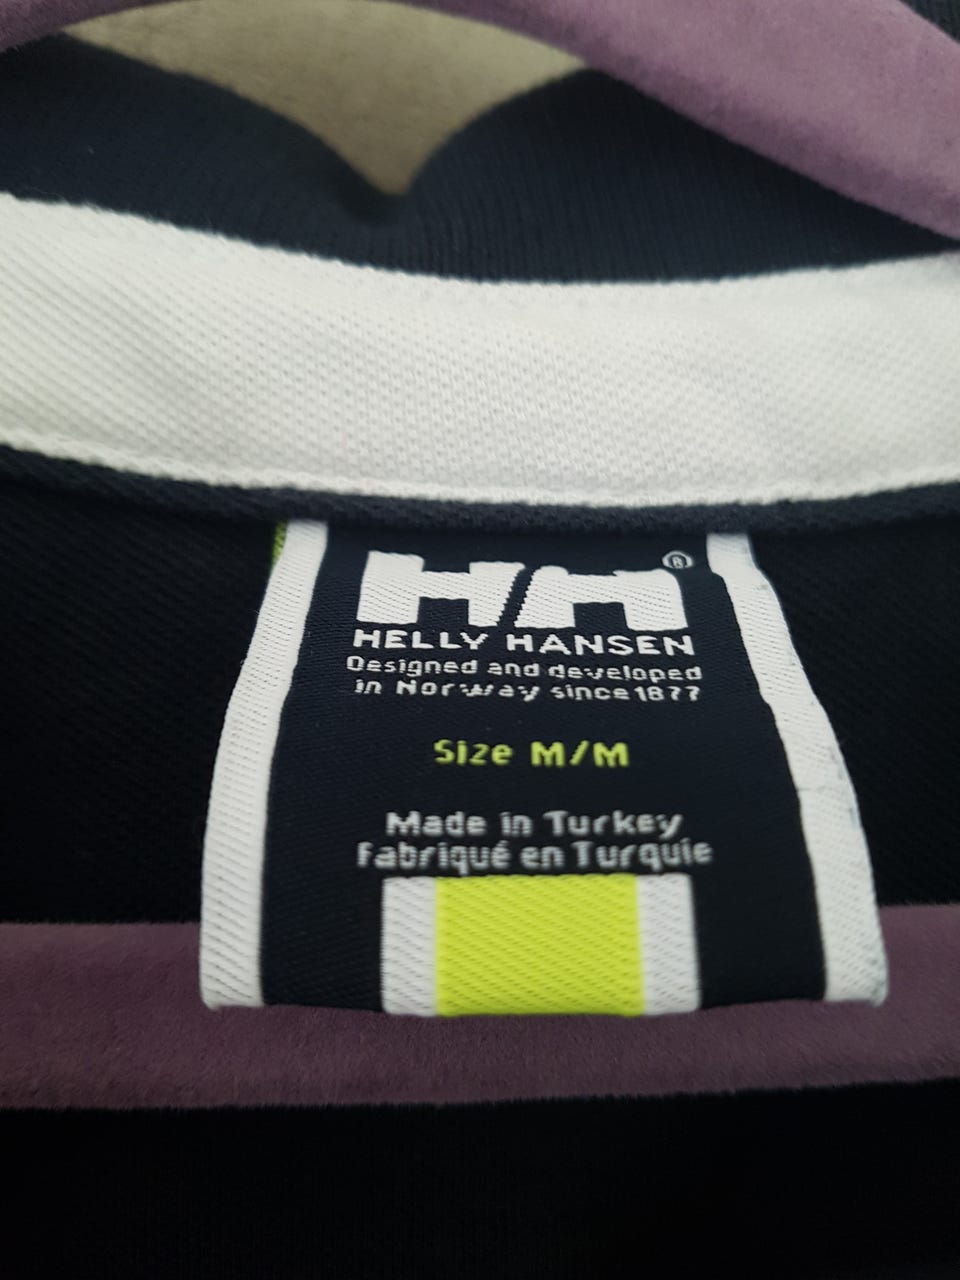 HH®
HELLY HANSEN
Designed and developed
in Norway since 1877
Size M/M
Made in Turkey
Fabriqué en Turquie